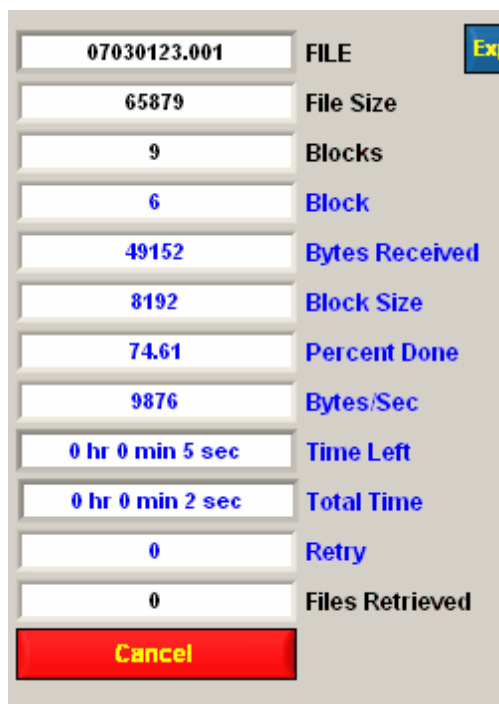 07030123.001 FILE Exp
65879 File Size
9 Blocks
6 Block
49152 Bytes Received
8192 Block Size
74.61 Percent Done
9876 Bytes/Sec
0 hr 0 min 5 sec Time Left
0 hr 0 min 2 sec Total Time
0 Retry
0 Files Retrieved
Cancel